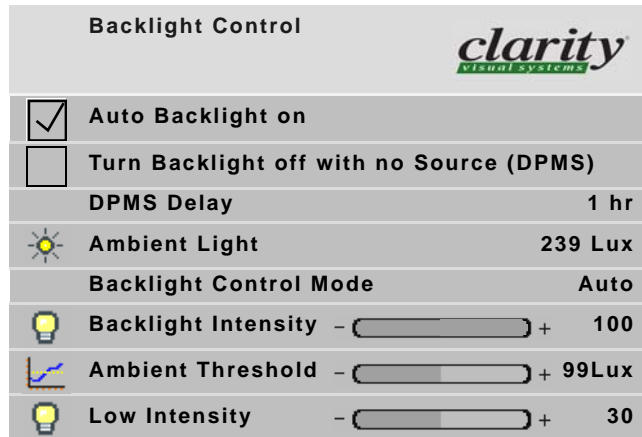 Backlight Control
clarity
visual systems
Auto Backlight on
Turn Backlight off with no Source (DPMS)
DPMS Delay 1 hr
Ambient Light 239 Lux
Backlight Control Mode Auto
Backlight Intensity - + 100
Ambient Threshold - + 99Lux
Low Intensity - + 30